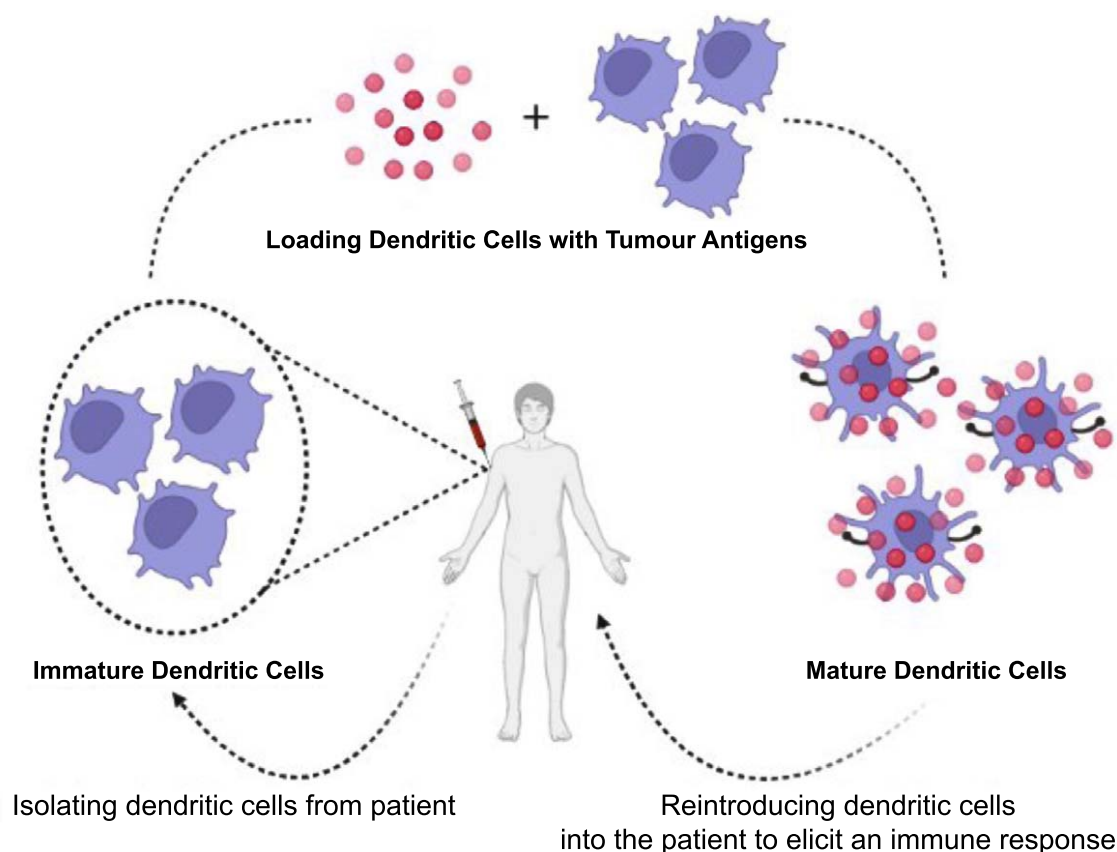 +
Loading Dendritic Cells with Tumour Antigens
Immature Dendritic Cells
Mature Dendritic Cells
Isolating dendritic cells from patient
Reintroducing dendritic cells
into the patient to elicit an immune response